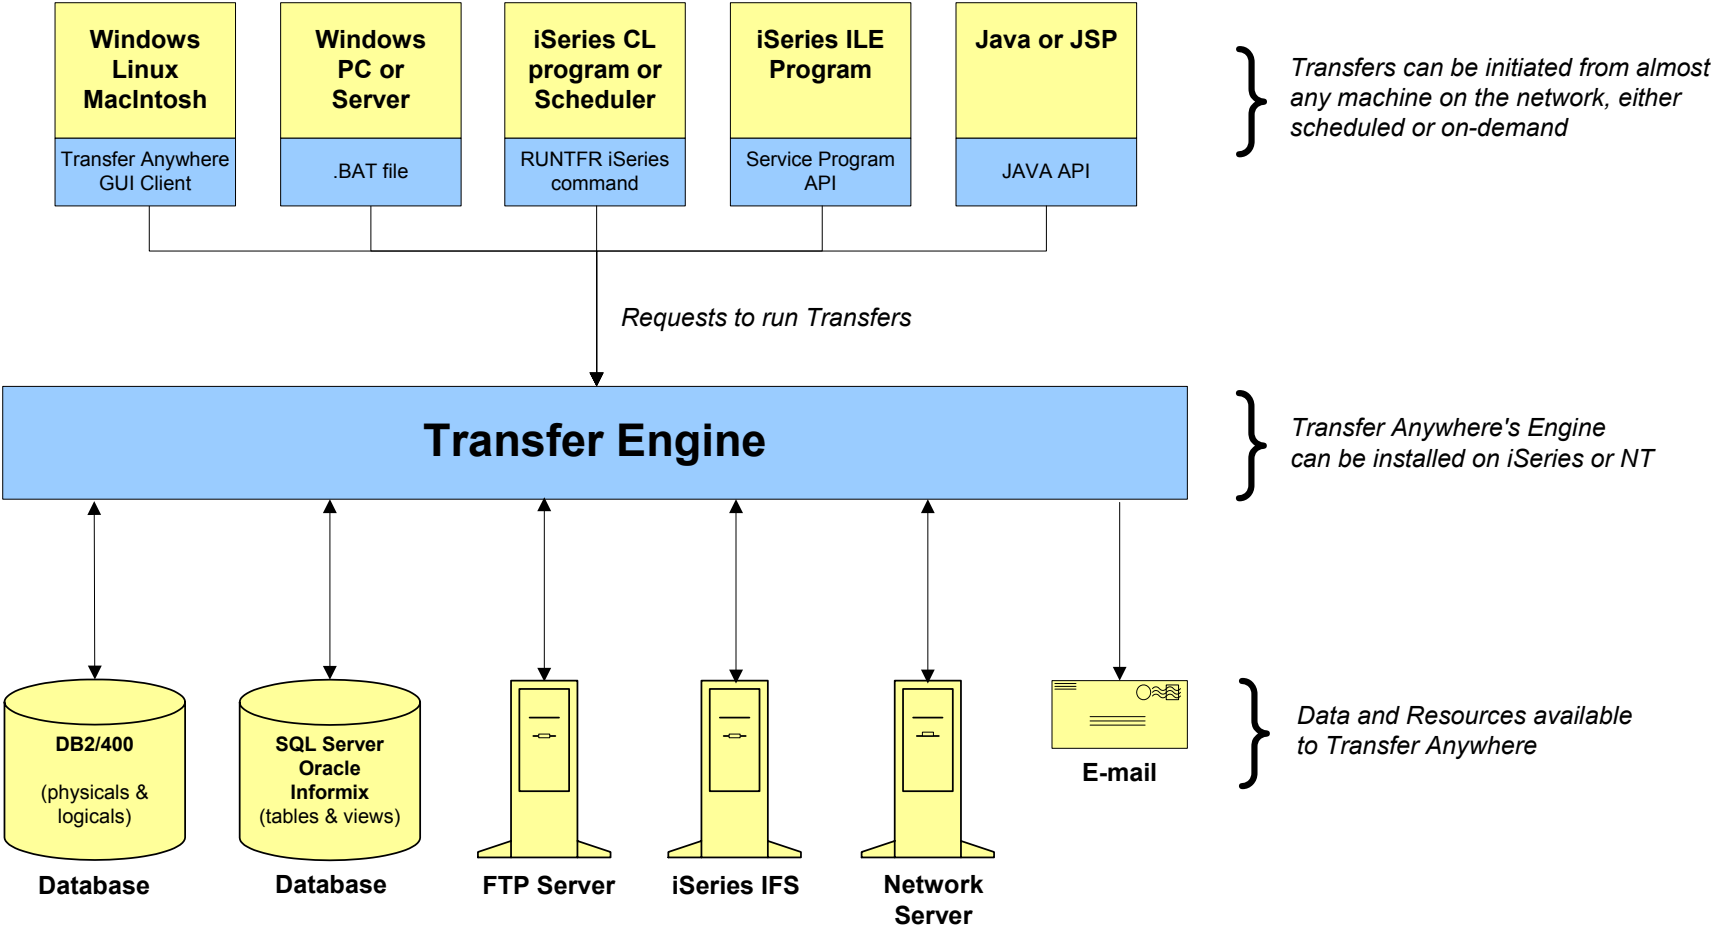 Windows
Linux
MacIntosh
Transfer Anywhere
GUI Client
Windows
PC or
Server
.BAT file
iSeries CL
program or
Scheduler
RUNTFR iSeries
command
iSeries ILE
Program
Service Program
API
Java or JSP
JAVA API
Transfers can be initiated from almost
any machine on the network, either
scheduled or on-demand
Requests to run Transfers
Transfer Engine
Transfer Anywhere's Engine
can be installed on iSeries or NT
DB2/400
(physicals &
logicals)
Database
SQL Server
Oracle
Informix
(tables & views)
Database
FTP Server
iSeries IFS
Network
Server
E-mail
Data and Resources available
to Transfer Anywhere